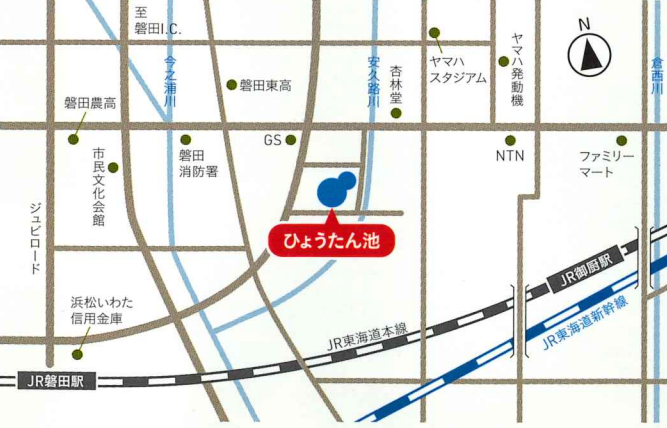 至
磐田I.C.
今之浦川
安久路川
杏林堂
ヤマハ
スタジアム
ヤマハ発動機
N
倉西川
磐田農高
磐田東高
市民文化会館
磐田
消防署
GS
NTN
ファミリー
マート
ジュビロード
ひょうたん池
浜松いわた
信用金庫
JR御厨駅
JR東海道本線
JR東海道新幹線
JR磐田駅